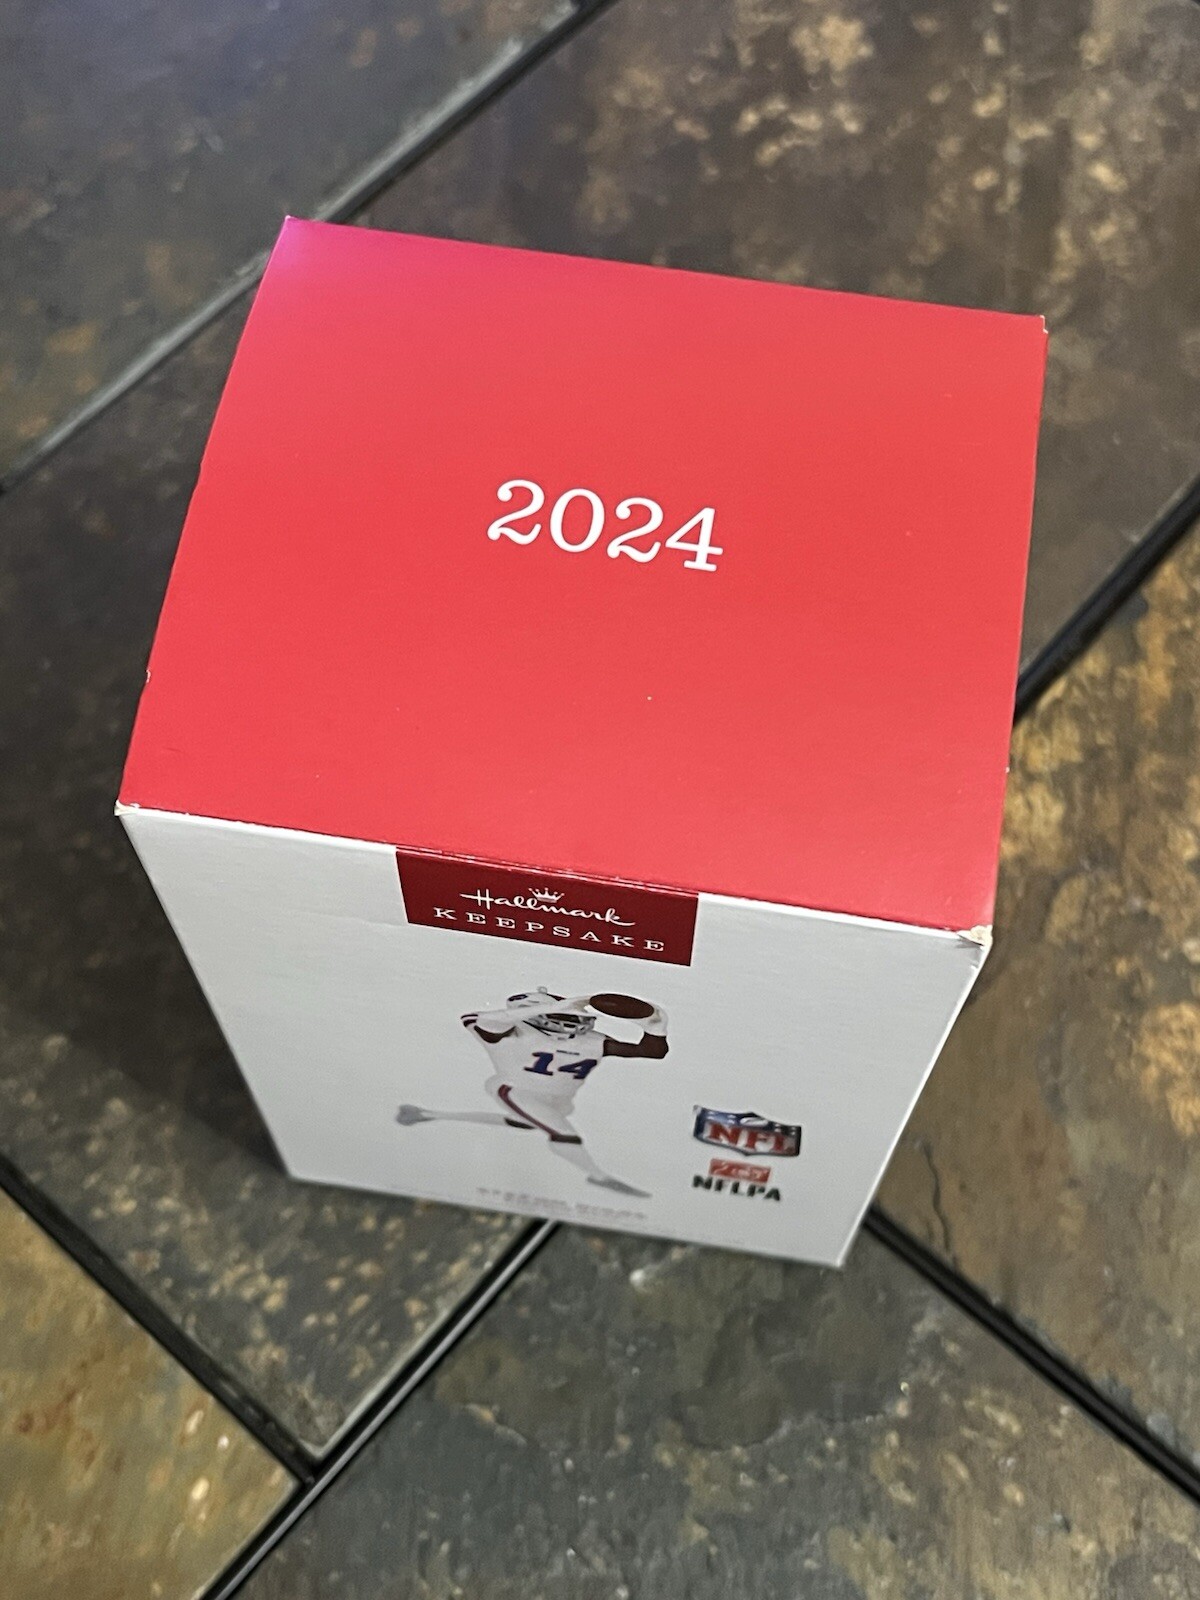 2024
Hallmark
KEEPSAKE
14
NFL
NFLPA